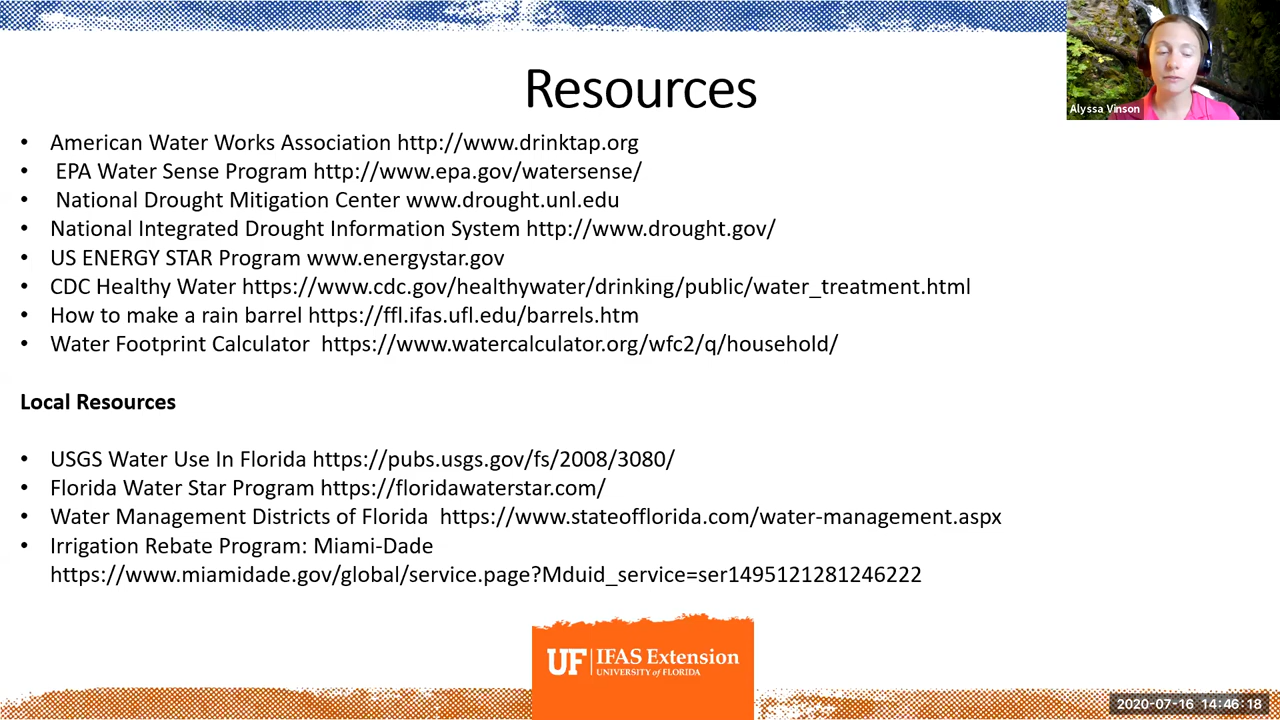 Resources
Alyssa Vinson
• American Water Works Association http://www.drinktap.org
• EPA Water Sense Program http://www.epa.gov/watersense/
• National Drought Mitigation Center www.drought.unl.edu
• National Integrated Drought Information System http://www.drought.gov/
• US ENERGY STAR Program www.energystar.gov
• CDC Healthy Water https://www.cdc.gov/healthywater/drinking/public/water_treatment.html
• How to make a rain barrel https://ffl.ifas.ufl.edu/barrels.htm
• Water Footprint Calculator https://www.watercalculator.org/wfc2/q/household/
Local Resources
• USGS Water Use In Florida https://pubs.usgs.gov/fs/2008/3080/
• Florida Water Star Program https://floridawaterstar.com/
• Water Management Districts of Florida https://www.stateofflorida.com/water-management.aspx
• Irrigation Rebate Program: Miami-Dade
https://www.miamidade.gov/global/service.page?Mduid_service=ser1495121281246222
UF IFAS Extension
UNIVERSITY of FLORIDA
2020-07-16 14:46:18